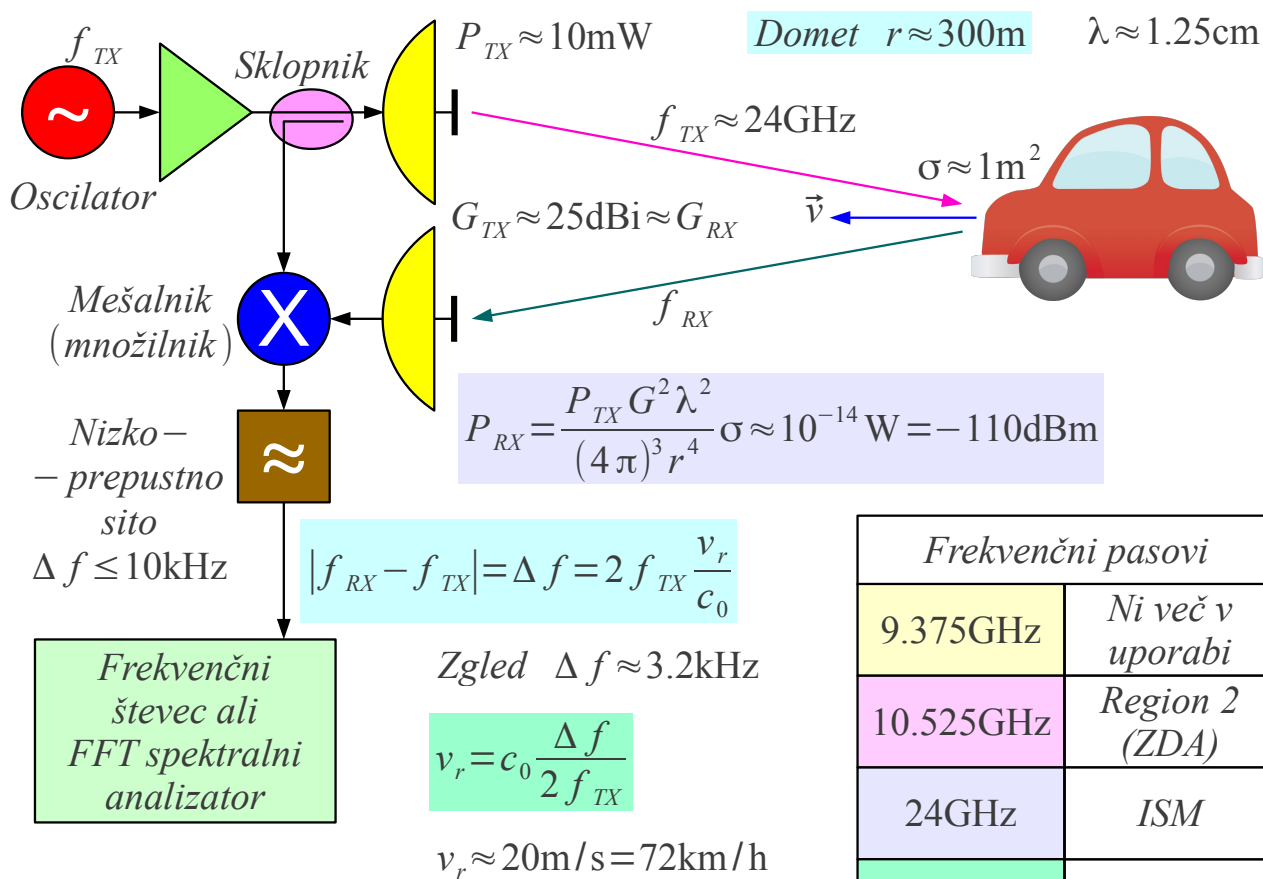 f_TX
Sklopnik
P_TX ≈ 10mW
Domet r ≈ 300m
λ ≈ 1.25cm
~
Oscilator
f_TX ≈ 24GHz
σ ≈ 1m²
v⃗
G_TX ≈ 25dBi ≈ G_RX
Mešalnik
(množilnik)
X
f_RX
P_RX = (P_TX G² λ²)/((4π)³ r⁴) σ ≈ 10⁻¹⁴ W = −110dBm
Nizko−
−prepustno
sito
Δf ≤ 10kHz
≈
|f_RX − f_TX| = Δf = 2 f_TX v_r/c_0
Frekvenčni
števec ali
FFT spektralni
analizator
Zgled Δf ≈ 3.2kHz
v_r = c_0 Δf/(2 f_TX)
v_r ≈ 20m/s = 72km/h
Frekvenčni pasovi
9.375GHz
Ni več v
uporabi
10.525GHz
Region 2
(ZDA)
24GHz
ISM